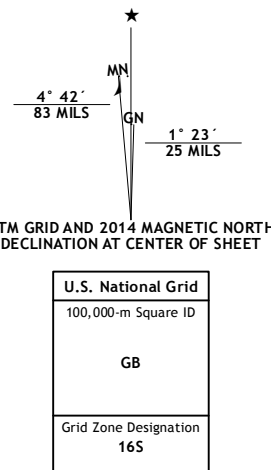 ★
MN
GN
4° 42´
83 MILS
1° 23´
25 MILS
TM GRID AND 2014 MAGNETIC NORTH
DECLINATION AT CENTER OF SHEET
U.S. National Grid
100,000-m Square ID
GB
Grid Zone Designation
16S